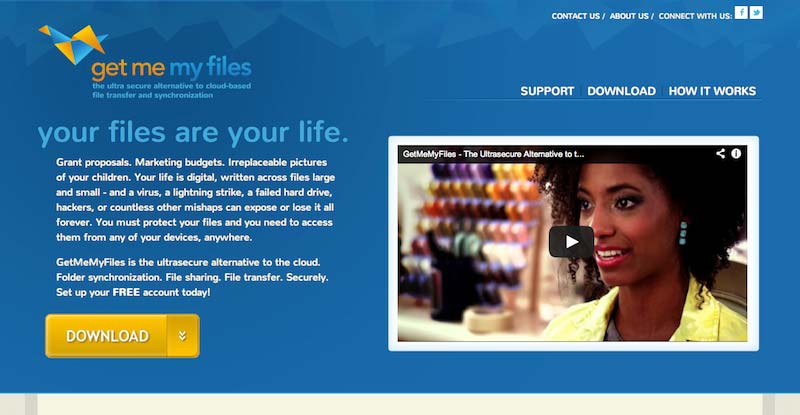 CONTACT US / ABOUT US / CONNECT WITH US:
get me my files
the ultra secure alternative to cloud-based
file transfer and synchronization
SUPPORT | DOWNLOAD | HOW IT WORKS
your files are your life.
Grant proposals. Marketing budgets. Irreplaceable pictures
of your children. Your life is digital, written across files large
and small - and a virus, a lightning strike, a failed hard drive,
hackers, or countless other mishaps can expose or lose it all
forever. You must protect your files and you need to access
them from any of your devices, anywhere.
GetMeMyFiles is the ultrasecure alternative to the cloud.
Folder synchronization. File sharing. File transfer. Securely.
Set up your FREE account today!
DOWNLOAD
GetMeMyFiles - The Ultrasecure Alternative to t...